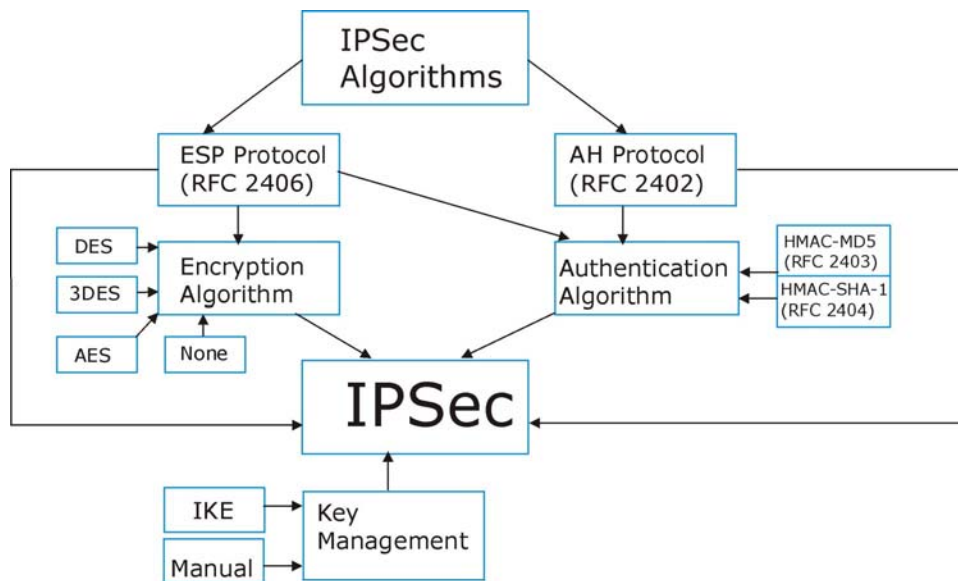 IPSec
Algorithms
ESP Protocol
(RFC 2406)
AH Protocol
(RFC 2402)
DES
3DES
AES
None
Encryption
Algorithm
Authentication
Algorithm
HMAC-MD5
(RFC 2403)
HMAC-SHA-1
(RFC 2404)
IPSec
IKE
Manual
Key
Management